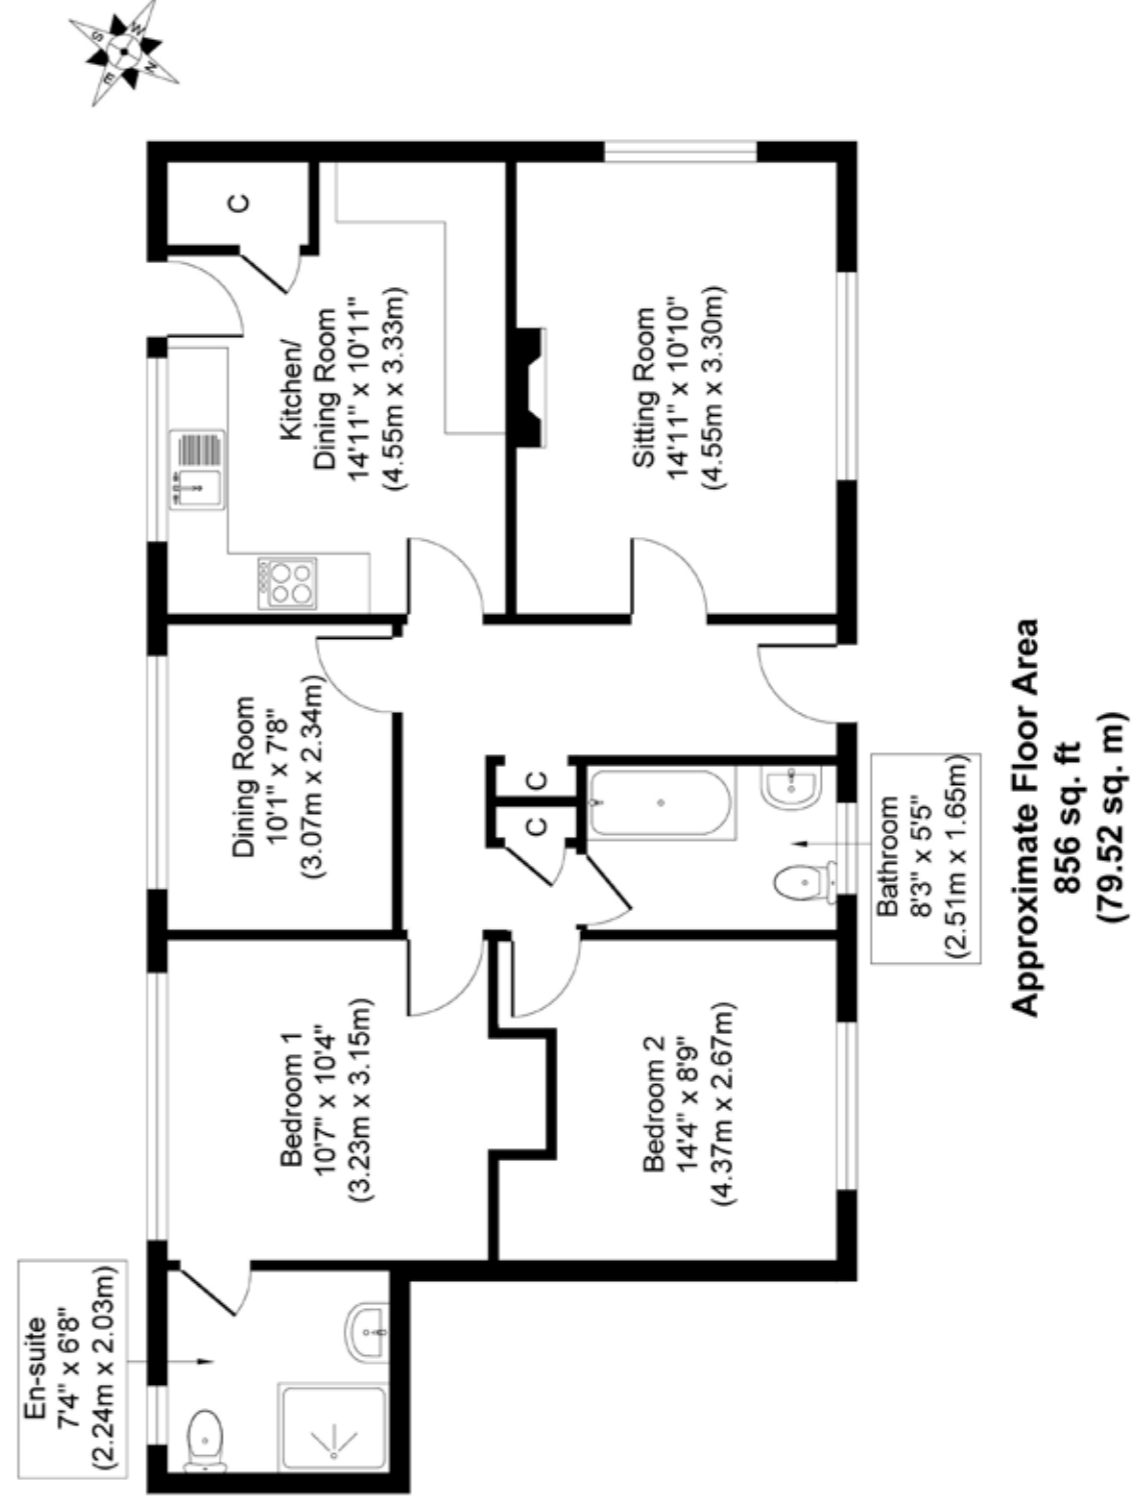 En-suite
7'4" x 6'8"
(2.24m x 2.03m)
Bedroom 1
10'7" x 10'4"
(3.23m x 3.15m)
Dining Room
10'1" x 7'8"
(3.07m x 2.34m)
Kitchen/
Dining Room
14'11" x 10'11"
(4.55m x 3.33m)
C
N
E
S
W
C
C
Bedroom 2
14'4" x 8'9"
(4.37m x 2.67m)
Sitting Room
14'11" x 10'10"
(4.55m x 3.30m)
Bathroom
8'3" x 5'5"
(2.51m x 1.65m)
Approximate Floor Area
856 sq. ft
(79.52 sq. m)